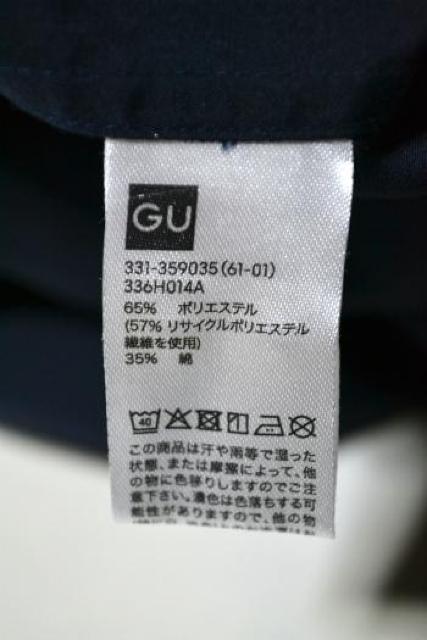 GU
331-359035(61-01)
336H014A
65% ポリエステル
(57% リサイクルポリエステル
繊維を使用)
35% 綿
40
この商品は汗や雨等で湿った
状態、または摩擦によって、他
の物に色移りしますのでご注
意下さい。濃色は色落ちする可
能性がありますので、他の物